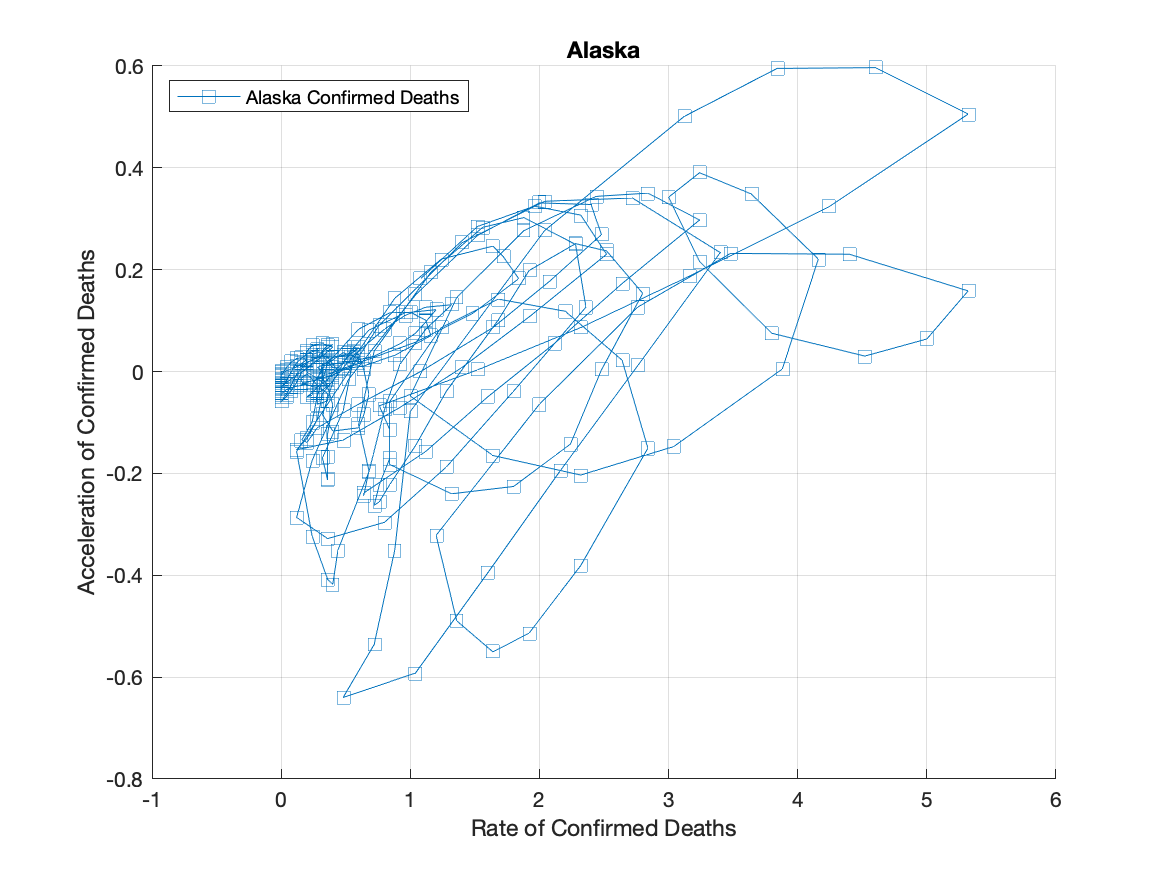 Alaska
Alaska Confirmed Deaths
0.6
0.4
0.2
0
-0.2
-0.4
-0.6
-0.8
Acceleration of Confirmed Deaths
-1 0 1 2 3 4 5 6
Rate of Confirmed Deaths